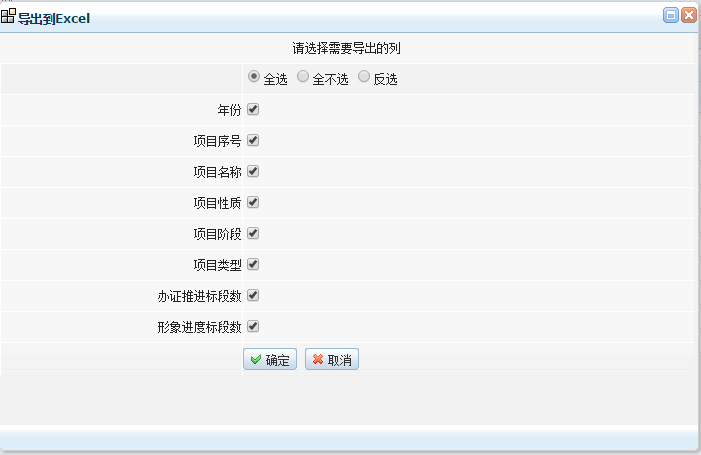 导出到Excel
请选择需要导出的列
全选 全不选 反选
年份
项目序号
项目名称
项目性质
项目阶段
项目类型
办证推进标段数
形象进度标段数
确定 取消